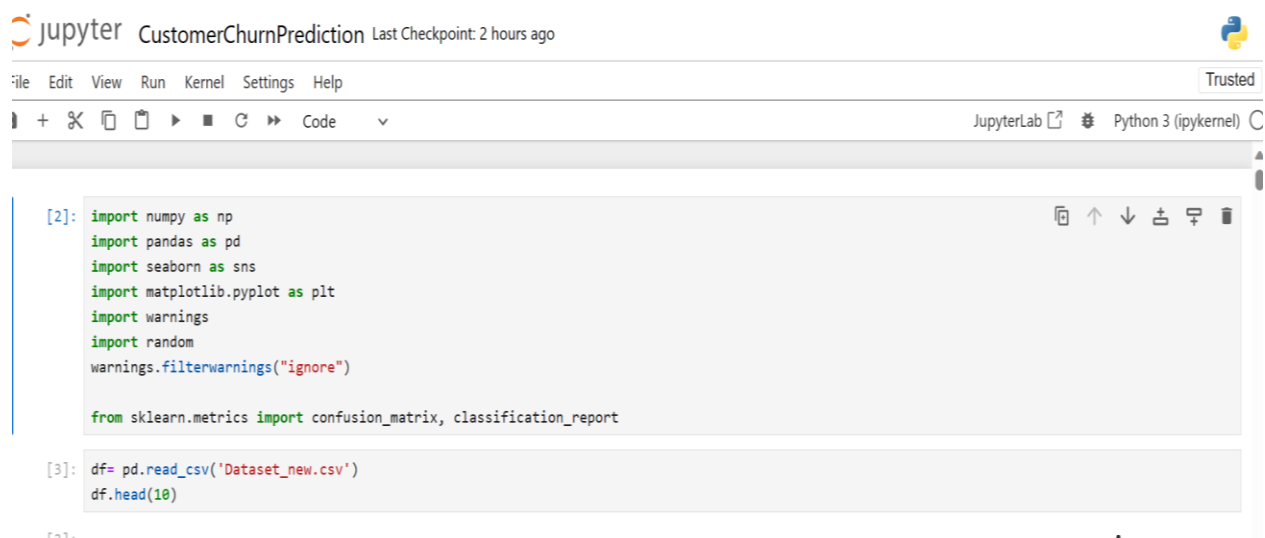 jupyter CustomerChurnPrediction Last Checkpoint: 2 hours ago
File Edit View Run Kernel Settings Help Trusted
Code JupyterLab Python 3 (ipykernel)
[2]: import numpy as np
import pandas as pd
import seaborn as sns
import matplotlib.pyplot as plt
import warnings
import random
warnings.filterwarnings("ignore")
from sklearn.metrics import confusion_matrix, classification_report
[3]: df= pd.read_csv('Dataset_new.csv')
df.head(10)